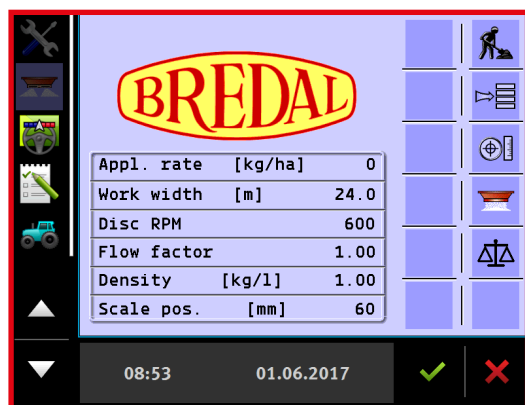 BREDAL
Appl. rate [kg/ha] 0
Work width [m] 24.0
Disc RPM 600
Flow factor 1.00
Density [kg/l] 1.00
Scale pos. [mm] 60
08:53 01.06.2017